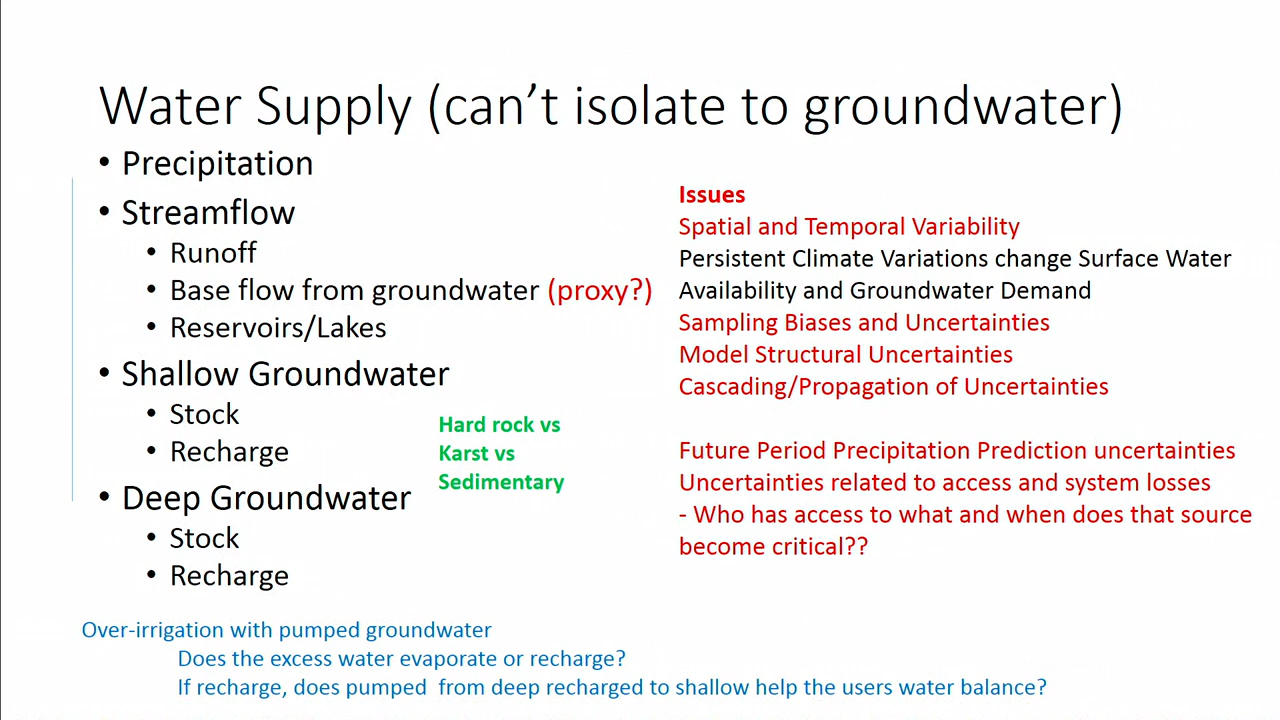 Water Supply (can't isolate to groundwater)
• Precipitation
• Streamflow
• Runoff
• Base flow from groundwater (proxy?)
• Reservoirs/Lakes
• Shallow Groundwater
• Stock
• Recharge
• Deep Groundwater
• Stock
• Recharge
Hard rock vs
Karst vs
Sedimentary
Issues
Spatial and Temporal Variability
Persistent Climate Variations change Surface Water
Availability and Groundwater Demand
Sampling Biases and Uncertainties
Model Structural Uncertainties
Cascading/Propagation of Uncertainties
Future Period Precipitation Prediction uncertainties
Uncertainties related to access and system losses
- Who has access to what and when does that source
become critical??
Over-irrigation with pumped groundwater
Does the excess water evaporate or recharge?
If recharge, does pumped  from deep recharged to shallow help the users water balance?